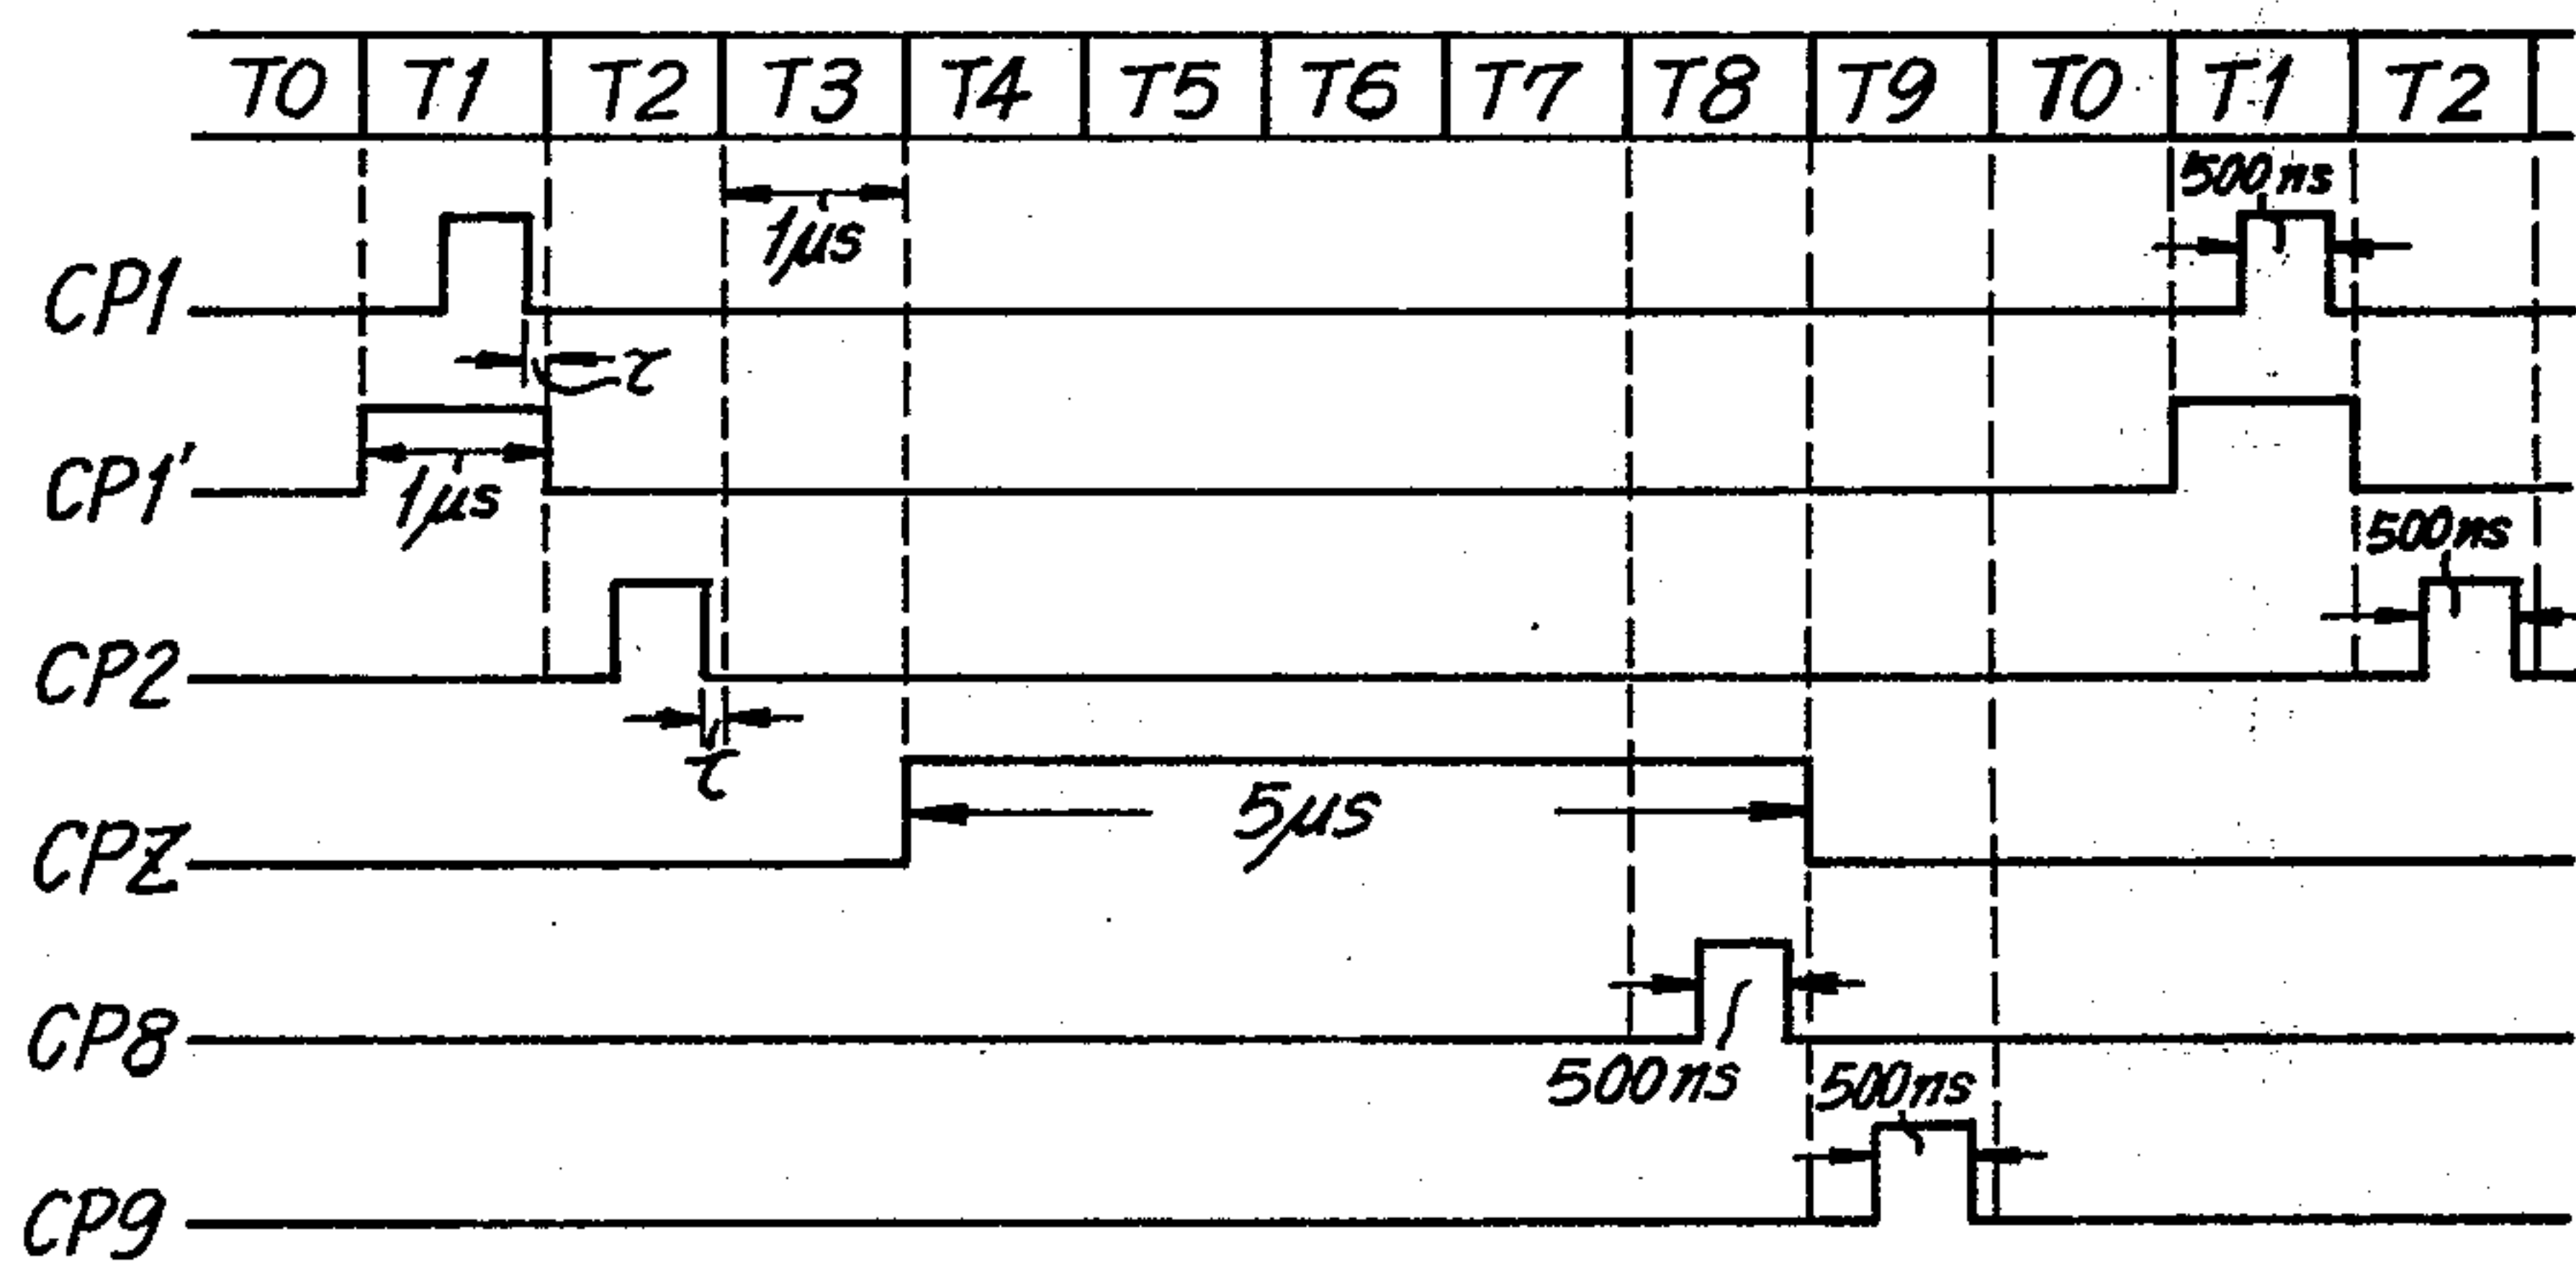 T0 T1 T2 T3 T4 T5 T6 T7 T8 T9 T0 T1 T2
500ns
1μs
CP1
τ
CP1'
1μs
500ns
CP2
τ
5μs
CPZ
CP8
500ns
500ns
CP9